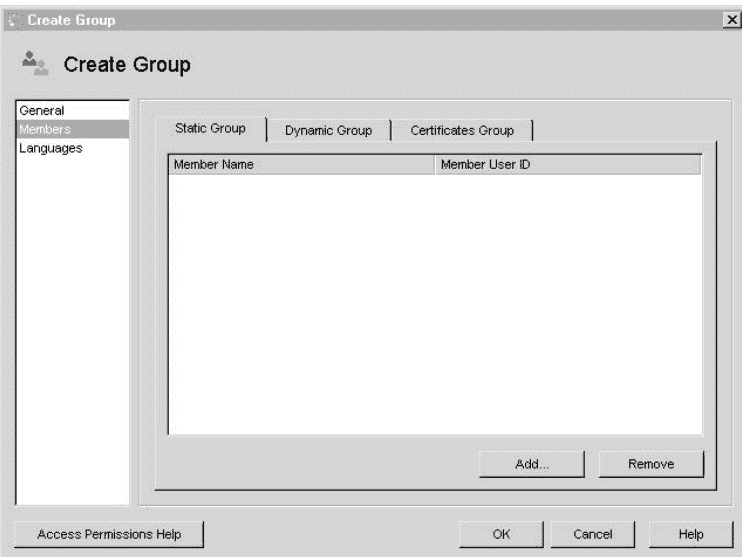 Create Group
Create Group
General
Members
Languages
Static Group
Dynamic Group
Certificates Group
Member Name
Member User ID
Add...
Remove
Access Permissions Help
OK
Cancel
Help